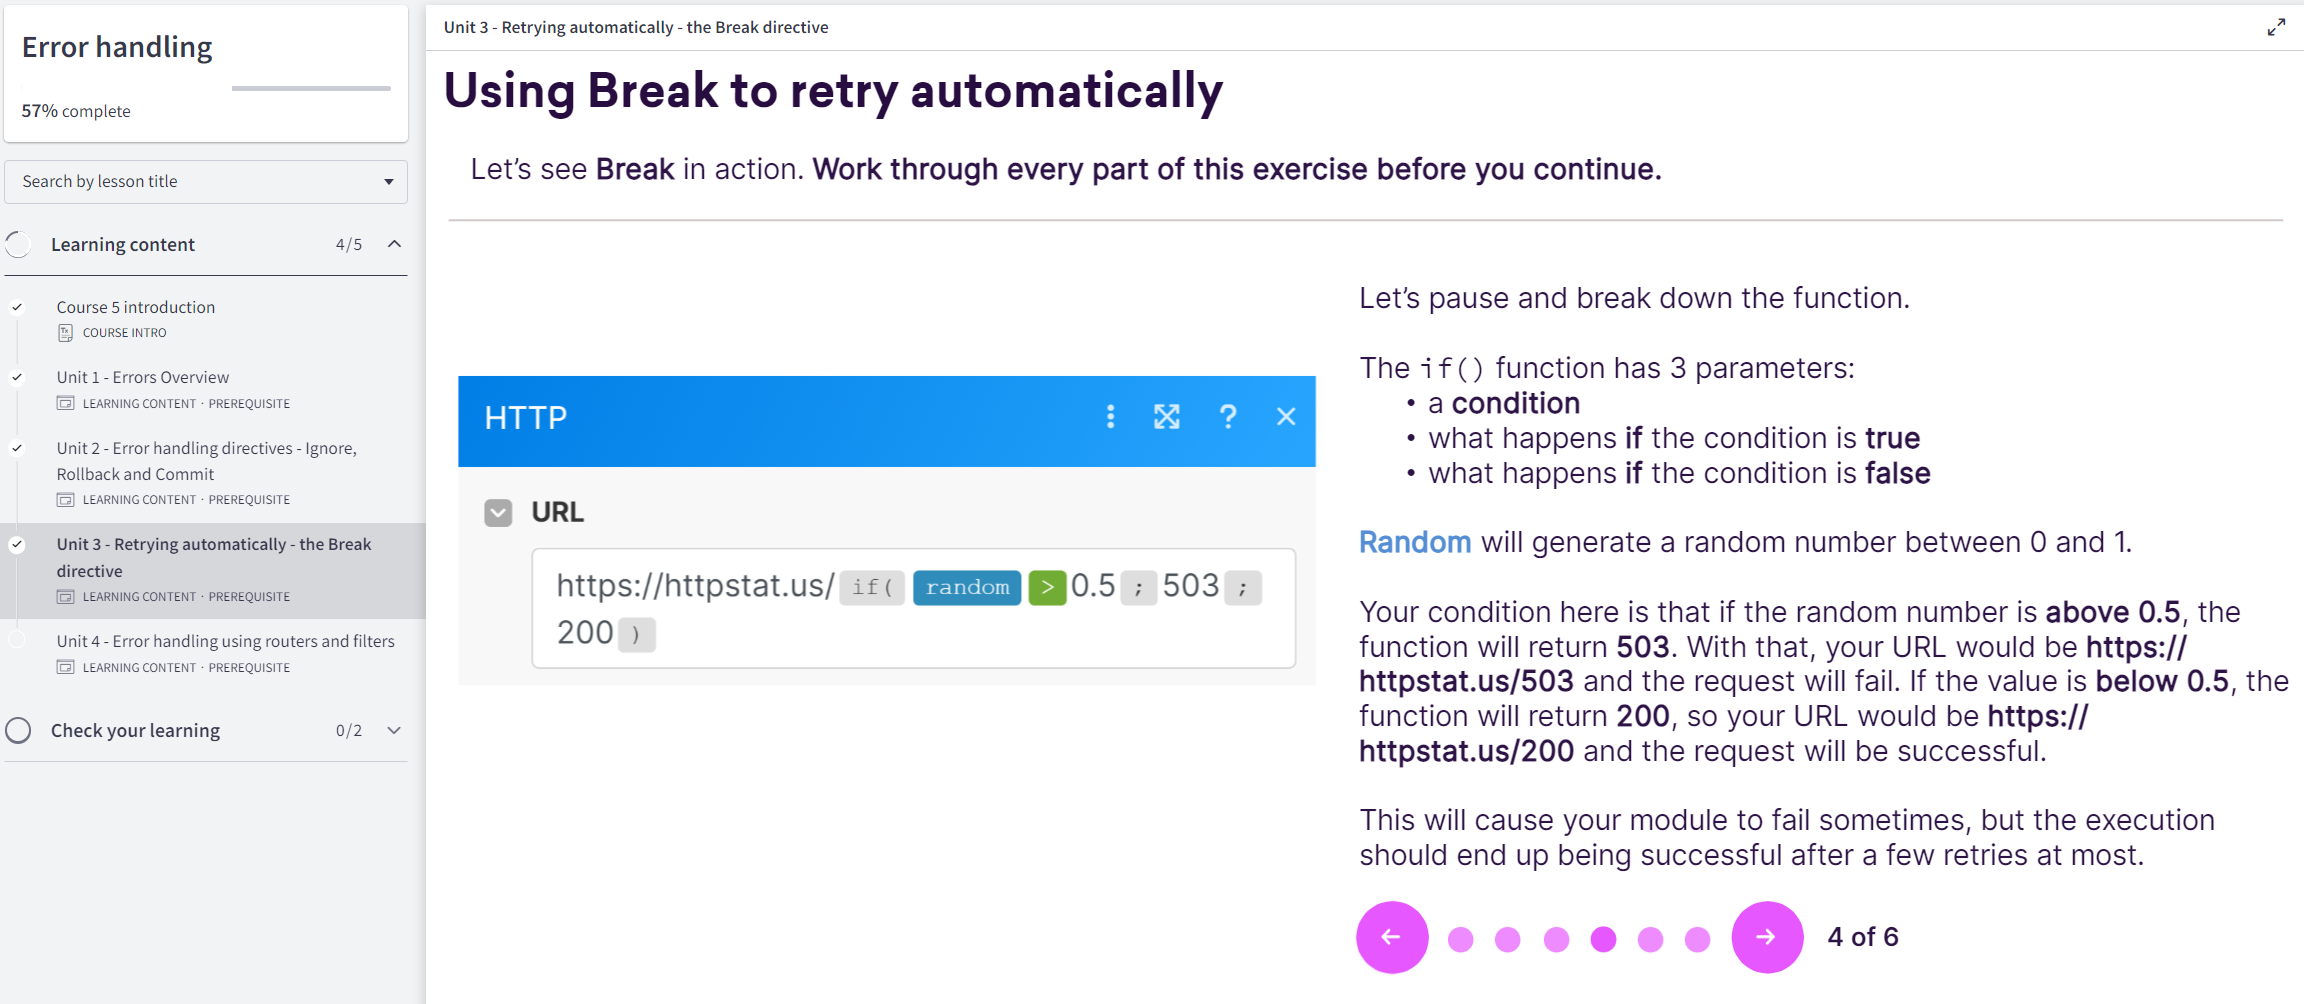 Error handling
57% complete
Search by lesson title
Learning content 4/5
Course 5 introduction
COURSE INTRO
Unit 1 - Errors Overview
LEARNING CONTENT · PREREQUISITE
Unit 2 - Error handling directives - Ignore,
Rollback and Commit
LEARNING CONTENT · PREREQUISITE
Unit 3 - Retrying automatically - the Break
directive
LEARNING CONTENT · PREREQUISITE
Unit 4 - Error handling using routers and filters
LEARNING CONTENT · PREREQUISITE
Check your learning 0/2
Unit 3 - Retrying automatically - the Break directive
Using Break to retry automatically
Let's see Break in action. Work through every part of this exercise before you continue.
HTTP
URL
https://httpstat.us/ if( random > 0.5 ; 503 ;
200 )
Let's pause and break down the function.
The if() function has 3 parameters:
• a condition
• what happens if the condition is true
• what happens if the condition is false
Random will generate a random number between 0 and 1.
Your condition here is that if the random number is above 0.5, the
function will return 503. With that, your URL would be https://
httpstat.us/503 and the request will fail. If the value is below 0.5, the
function will return 200, so your URL would be https://
httpstat.us/200 and the request will be successful.
This will cause your module to fail sometimes, but the execution
should end up being successful after a few retries at most.
4 of 6